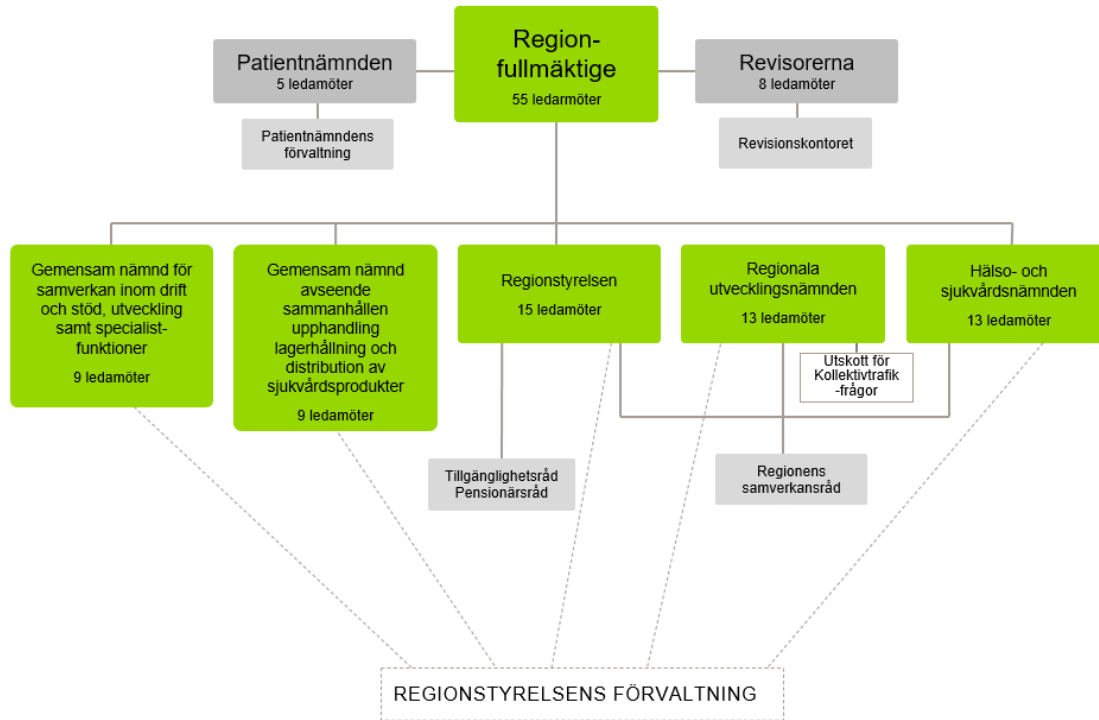 Region-
fullmäktige
55 ledarmöter
Patientnämnden
5 ledamöter
Revisorerna
8 ledamöter
Patientnämndens
förvaltning
Revisionskontoret
Gemensam nämnd för
samverkan inom drift
och stöd, utveckling
samt specialist-
funktioner
9 ledamöter
Gemensam nämnd
avseende
sammanhållen
upphandling
lagerhållning och
distribution av
sjukvårdsprodukter
9 ledamöter
Regionstyrelsen
15 ledamöter
Regionala
utvecklingsnämnden
13 ledamöter
Hälso- och
sjukvårdsnämnden
13 ledamöter
Utskott för
Kollektivtrafik
-frågor
Tillgänglighetsråd
Pensionärsråd
Regionens
samverkansråd
REGIONSTYRELSENS FÖRVALTNING